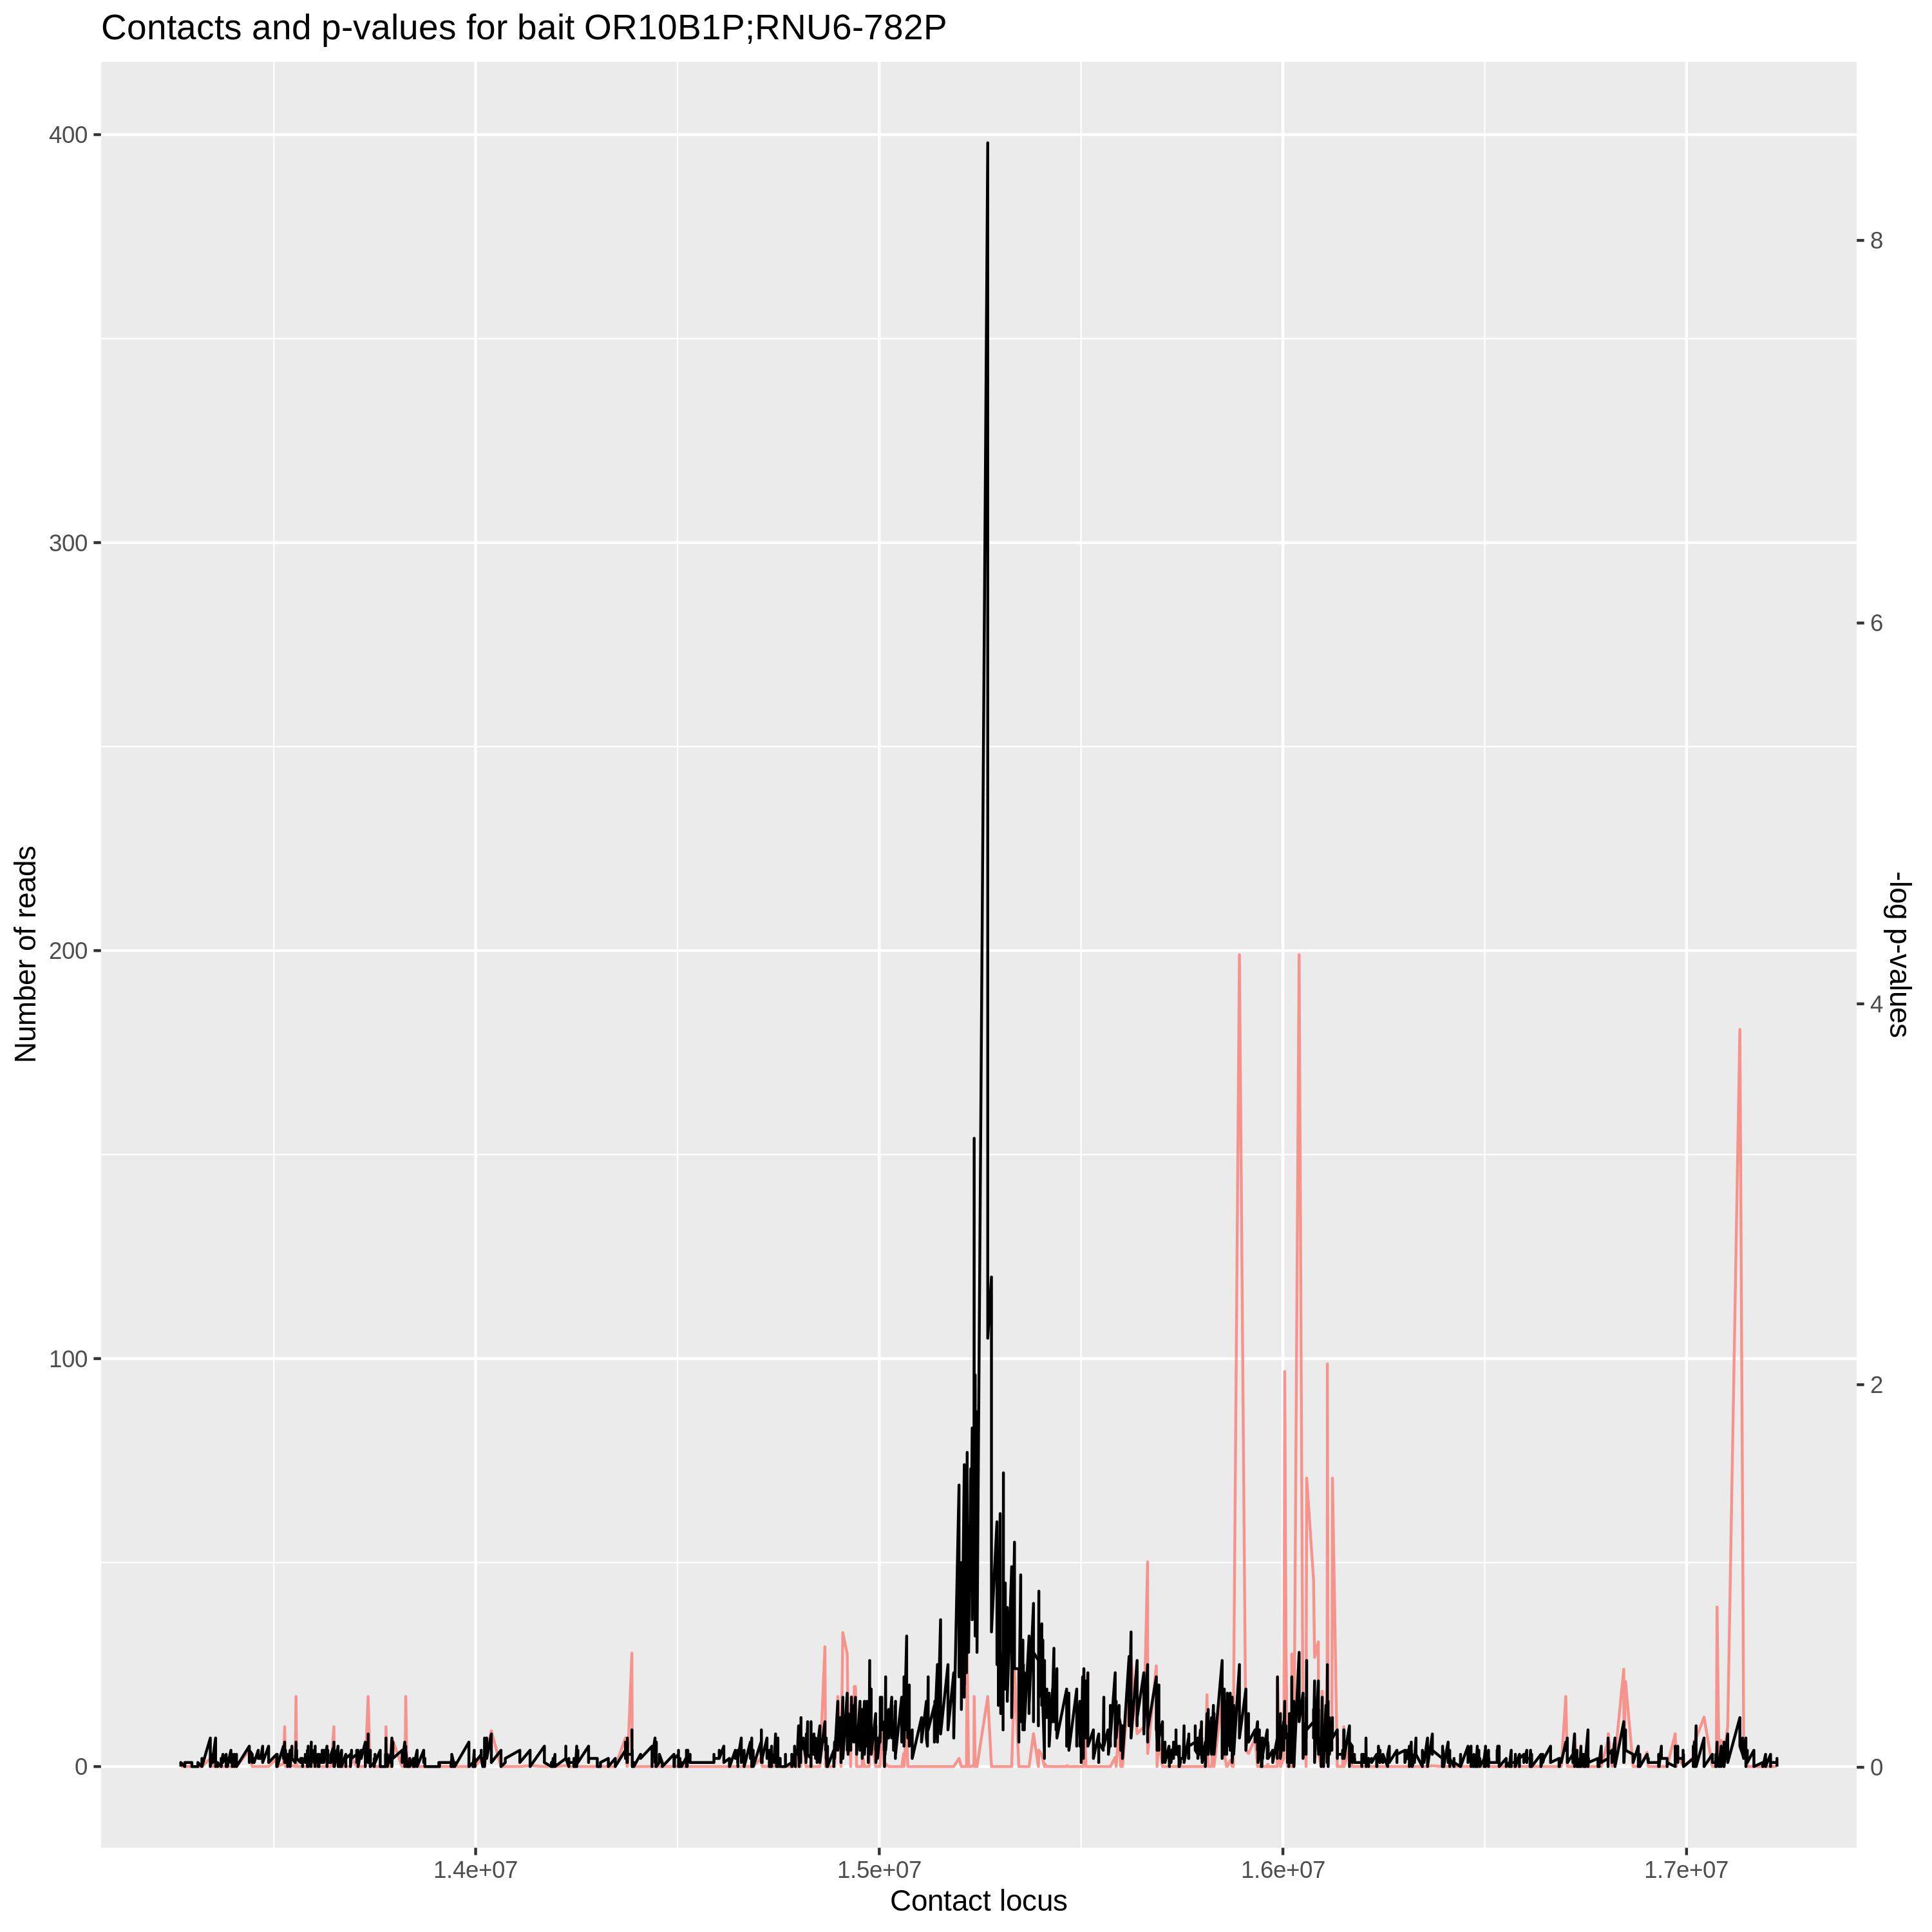 Contacts and p-values for bait OR10B1P;RNU6-782P
400
300
200
100
0
Number of reads
8
6
4
2
0
-log p-values
1.4e+07
1.5e+07
1.6e+07
1.7e+07
Contact locus